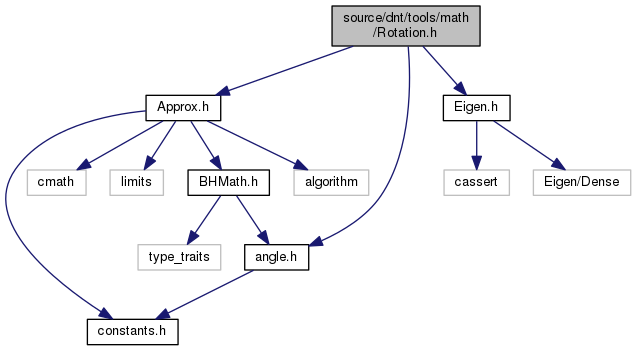 source/dnt/tools/math
/Rotation.h
Approx.h
Eigen.h
cmath
limits
BHMath.h
algorithm
cassert
Eigen/Dense
type_traits
angle.h
constants.h